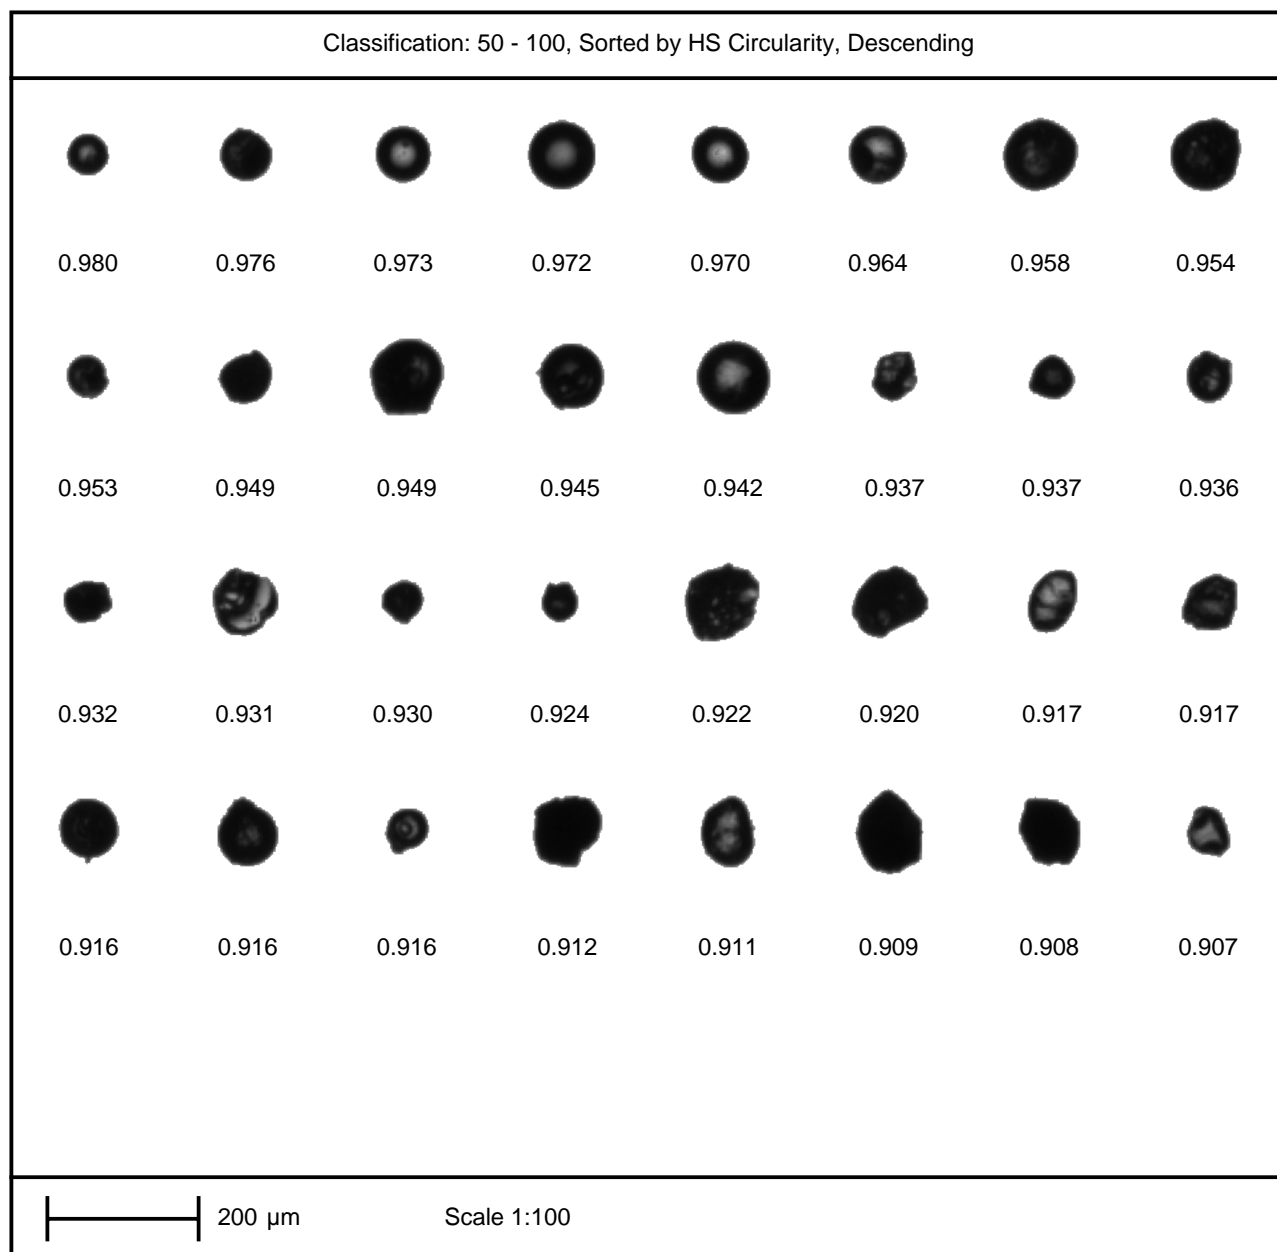 Classification: 50 - 100, Sorted by HS Circularity, Descending
0.980 0.976 0.973 0.972 0.970 0.964 0.958 0.954
0.953 0.949 0.949 0.945 0.942 0.937 0.937 0.936
0.932 0.931 0.930 0.924 0.922 0.920 0.917 0.917
0.916 0.916 0.916 0.912 0.911 0.909 0.908 0.907
200 µm Scale 1:100